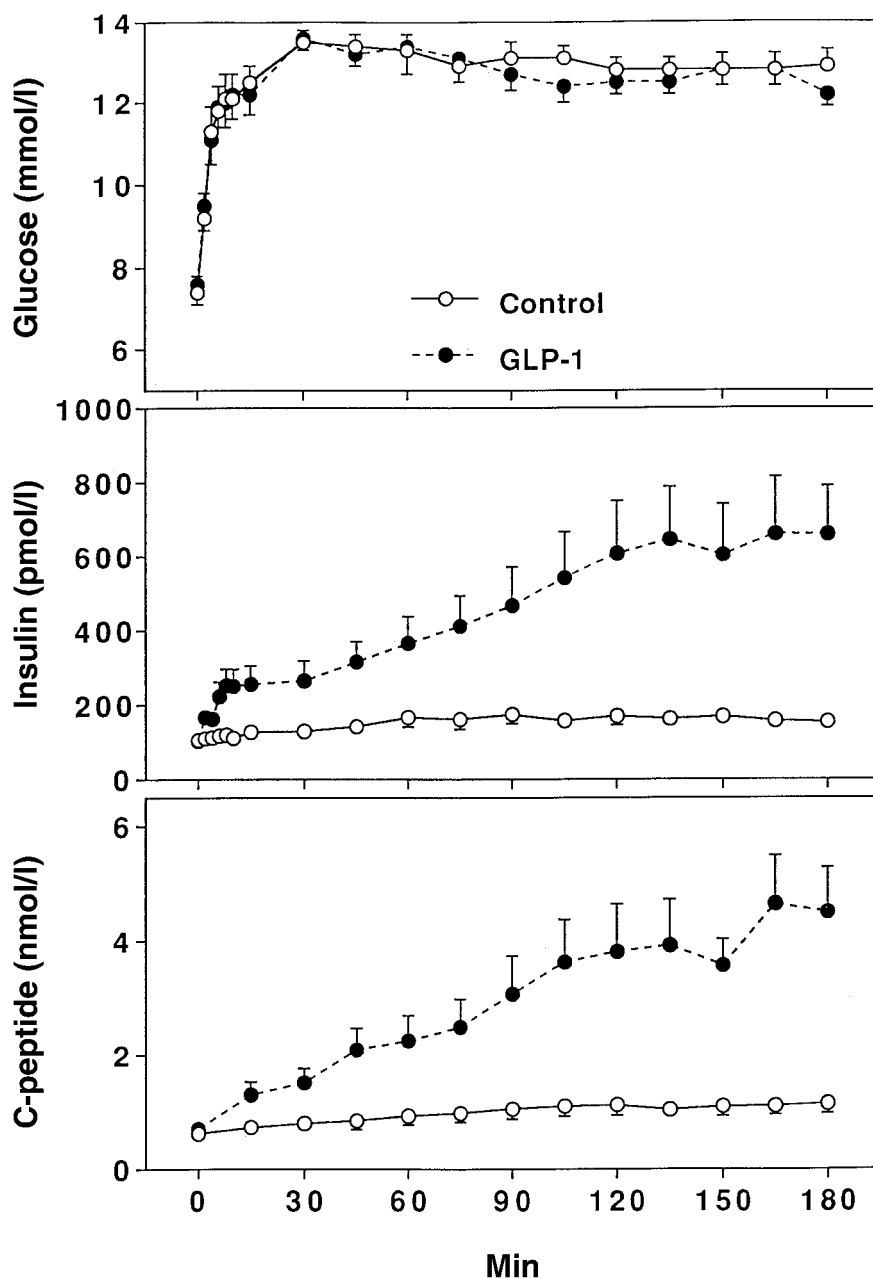 Glucose (mmol/l)
14
12
10
8
6
Control
GLP-1
Insulin (pmol/l)
1000
800
600
400
200
0
C-peptide (nmol/l)
6
4
2
0
0 30 60 90 120 150 180
Min